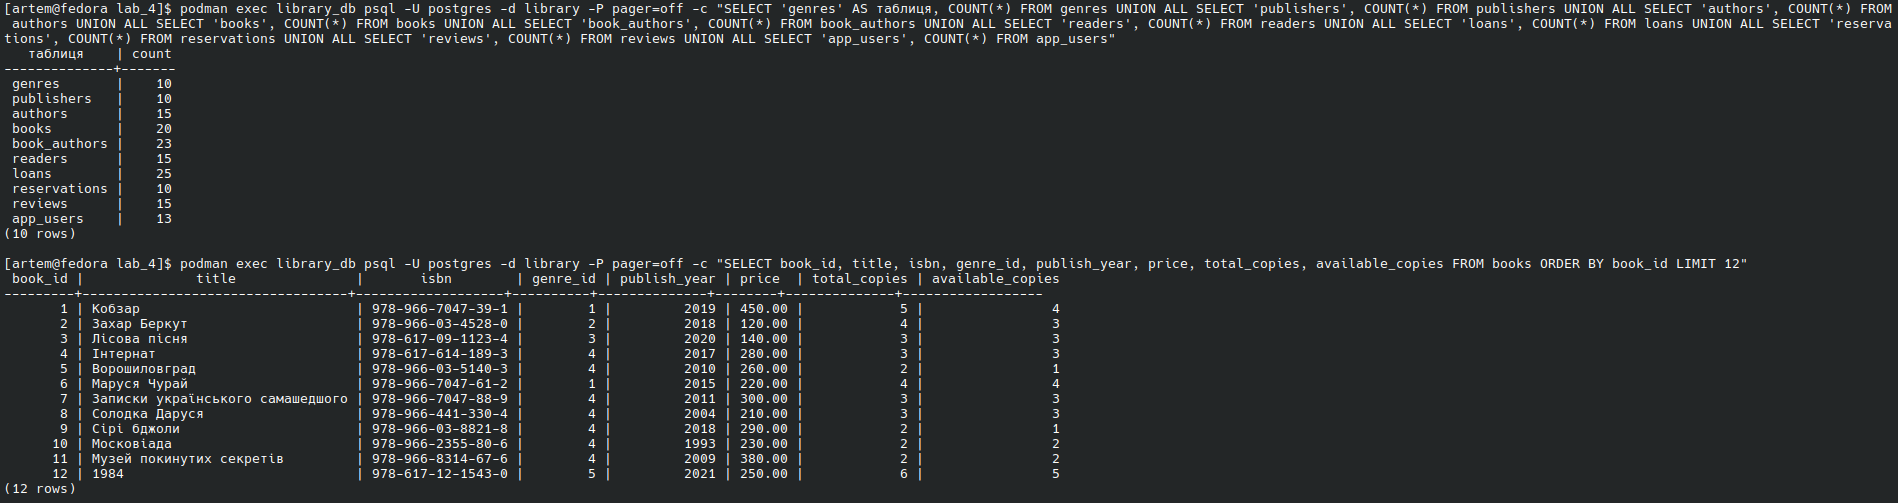 [artem@fedora lab_4]$ podman exec library_db psql -U postgres -d library -P pager=off -c "SELECT 'genres' AS таблиця, COUNT(*) FROM genres UNION ALL SELECT 'publishers', COUNT(*) FROM publishers UNION ALL SELECT 'authors', COUNT(*) FROM
 authors UNION ALL SELECT 'books', COUNT(*) FROM books UNION ALL SELECT 'book_authors', COUNT(*) FROM book_authors UNION ALL SELECT 'readers', COUNT(*) FROM readers UNION ALL SELECT 'loans', COUNT(*) FROM loans UNION ALL SELECT 'reserva
tions', COUNT(*) FROM reservations UNION ALL SELECT 'reviews', COUNT(*) FROM reviews UNION ALL SELECT 'app_users', COUNT(*) FROM app_users"
   таблиця    | count
--------------+-------
 genres       |    10
 publishers   |    10
 authors      |    15
 books        |    20
 book_authors |    23
 readers      |    15
 loans        |    25
 reservations |    10
 reviews      |    15
 app_users    |    13
(10 rows)

[artem@fedora lab_4]$ podman exec library_db psql -U postgres -d library -P pager=off -c "SELECT book_id, title, isbn, genre_id, publish_year, price, total_copies, available_copies FROM books ORDER BY book_id LIMIT 12"
 book_id |              title              |       isbn        | genre_id | publish_year | price  | total_copies | available_copies
---------+---------------------------------+-------------------+----------+--------------+--------+--------------+------------------
       1 | Кобзар                          | 978-966-7047-39-1 |        1 |         2019 | 450.00 |            5 |                4
       2 | Захар Беркут                    | 978-966-03-4528-0 |        2 |         2018 | 120.00 |            4 |                3
       3 | Лісова пісня                    | 978-617-09-1123-4 |        3 |         2020 | 140.00 |            3 |                3
       4 | Інтернат                        | 978-617-614-189-3 |        4 |         2017 | 280.00 |            3 |                3
       5 | Ворошиловград                   | 978-966-03-5140-3 |        4 |         2010 | 260.00 |            2 |                1
       6 | Маруся Чурай                    | 978-966-7047-61-2 |        1 |         2015 | 220.00 |            4 |                4
       7 | Записки українського самашедшого | 978-966-7047-88-9 |        4 |         2011 | 300.00 |            3 |                3
       8 | Солодка Даруся                  | 978-966-441-330-4 |        4 |         2004 | 210.00 |            3 |                3
       9 | Сірі бджоли                     | 978-966-03-8821-8 |        4 |         2018 | 290.00 |            2 |                1
      10 | Московіада                      | 978-966-2355-80-6 |        4 |         1993 | 230.00 |            2 |                2
      11 | Музей покинутих секретів        | 978-966-8314-67-6 |        4 |         2009 | 380.00 |            2 |                2
      12 | 1984                            | 978-617-12-1543-0 |        5 |         2021 | 250.00 |            6 |                5
(12 rows)